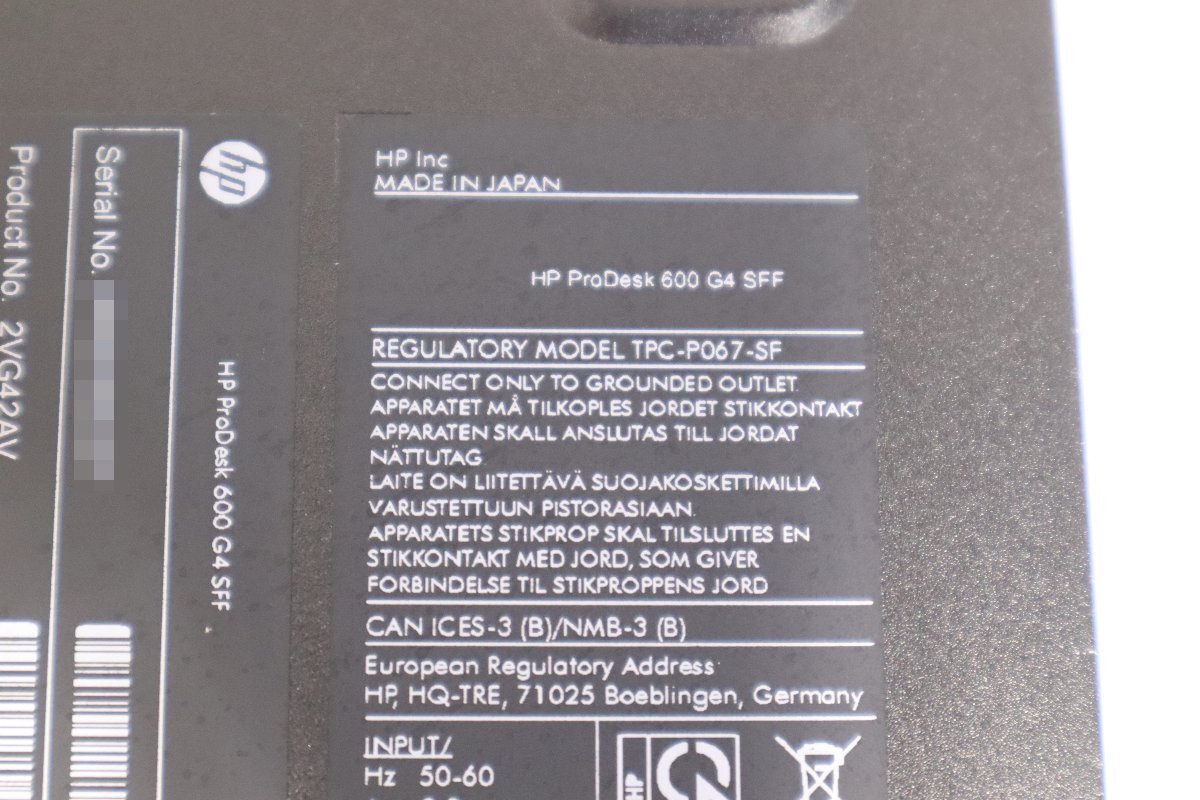 Product No. 2VG42AV
Serial No.
hp
HP ProDesk 600 G4 SFF
HP Inc
MADE IN JAPAN
HP ProDesk 600 G4 SFF
REGULATORY MODEL TPC-P067-SF
CONNECT ONLY TO GROUNDED OUTLET
APPARATET MÅ TILKOPLES JORDET STIKKONTAKT
APPARATEN SKALL ANSLUTAS TILL JORDAT
NÄTTUTAG
LAITE ON LIITETTÄVÄ SUOJAKOSKETTIMILLA
VARUSTETTUUN PISTORASIAAN.
APPARATETS STIKPROP SKAL TILSLUTTES EN
STIKKONTAKT MED JORD, SOM GIVER
FORBINDELSE TIL STIKPROPPENS JORD
CAN ICES-3 (B)/NMB-3 (B)
European Regulatory Address
HP, HQ-TRE, 71025 Boeblingen, Germany
INPUT/
Hz 50-60
HP